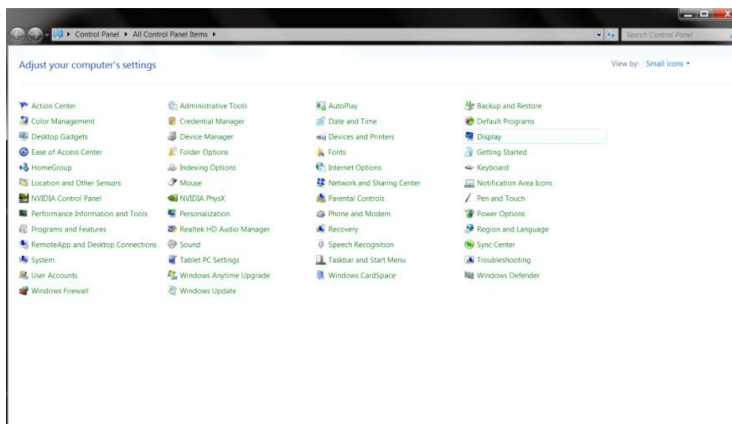 Control Panel ▸ All Control Panel Items ▸ Search Control Panel
Adjust your computer's settings View by: Small icons
Action Center Administrative Tools AutoPlay Backup and Restore
Color Management Credential Manager Date and Time Default Programs
Desktop Gadgets Device Manager Devices and Printers Display
Ease of Access Center Folder Options Fonts Getting Started
HomeGroup Indexing Options Internet Options Keyboard
Location and Other Sensors Mouse Network and Sharing Center Notification Area Icons
NVIDIA Control Panel NVIDIA PhysX Parental Controls Pen and Touch
Performance Information and Tools Personalization Phone and Modem Power Options
Programs and Features Realtek HD Audio Manager Recovery Region and Language
RemoteApp and Desktop Connections Sound Speech Recognition Sync Center
System Tablet PC Settings Taskbar and Start Menu Troubleshooting
User Accounts Windows Anytime Upgrade Windows CardSpace Windows Defender
Windows Firewall Windows Update